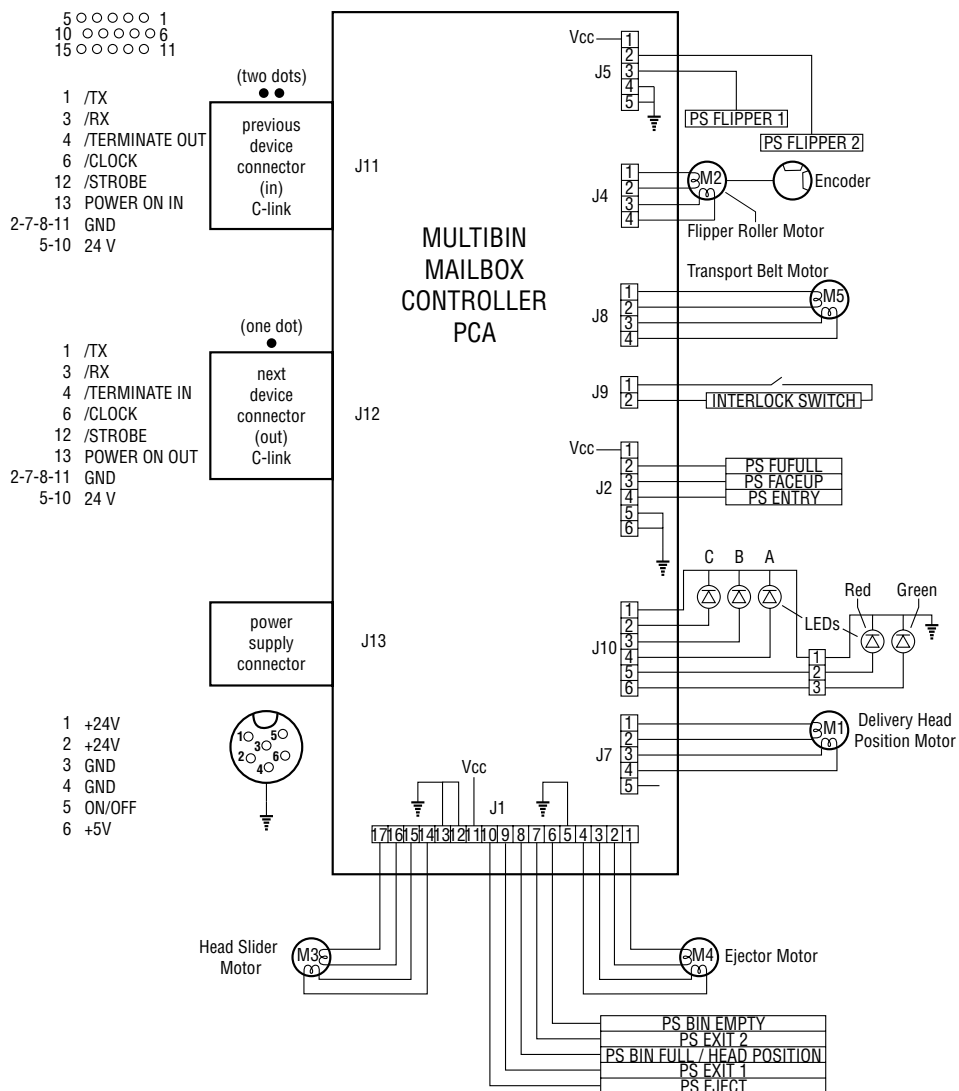 5 1
10 6
15 11
(two dots)
1 /TX
3 /RX
4 /TERMINATE OUT
6 /CLOCK
12 /STROBE
13 POWER ON IN
2-7-8-11 GND
5-10 24 V
previous
device
connector
(in)
C-link
J11
(one dot)
1 /TX
3 /RX
4 /TERMINATE IN
6 /CLOCK
12 /STROBE
13 POWER ON OUT
2-7-8-11 GND
5-10 24 V
next
device
connector
(out)
C-link
J12
power
supply
connector
J13
1 +24V
2 +24V
3 GND
4 GND
5 ON/OFF
6 +5V
1 5
3
2 6
4
MULTIBIN
MAILBOX
CONTROLLER
PCA
Vcc
J5
1
2
3
4
5
PS FLIPPER 1
PS FLIPPER 2
J4
1
2
3
4
M2
Encoder
Flipper Roller Motor
Transport Belt Motor
J8
1
2
3
4
M5
J9
1
2
INTERLOCK SWITCH
Vcc
J2
1
2
3
4
5
6
PS FUFULL
PS FACEUP
PS ENTRY
C B A
Red Green
LEDs
J10
1
2
3
4
5
6
1
2
3
J7
1
2
3
4
5
M1
Delivery Head
Position Motor
Vcc
J1
17 16 15 14 13 12 11 10 9 8 7 6 5 4 3 2 1
Head Slider
Motor
M3
M4
Ejector Motor
PS BIN EMPTY
PS EXIT 2
PS BIN FULL / HEAD POSITION
PS EXIT 1
PS EJECT